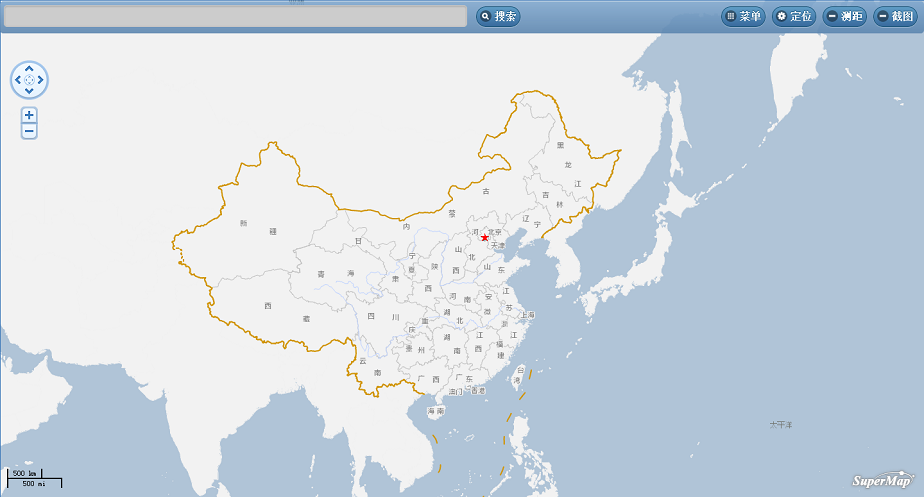 搜索
菜单
定位
测距
截图
黑
龙
江
吉
林
辽
宁
内
蒙
古
新
疆
甘
肃
青
海
西
藏
宁
夏
陕
西
山
西
河
北
北京
天津
山
东
河
南
安
徽
江
苏
上海
浙
江
湖
北
重
庆
四
川
贵
州
湖
南
江
西
福
建
云
南
广
西
广
东
澳门
香港
海南
台
湾
太平洋
500 km
500 mi
SuperMap